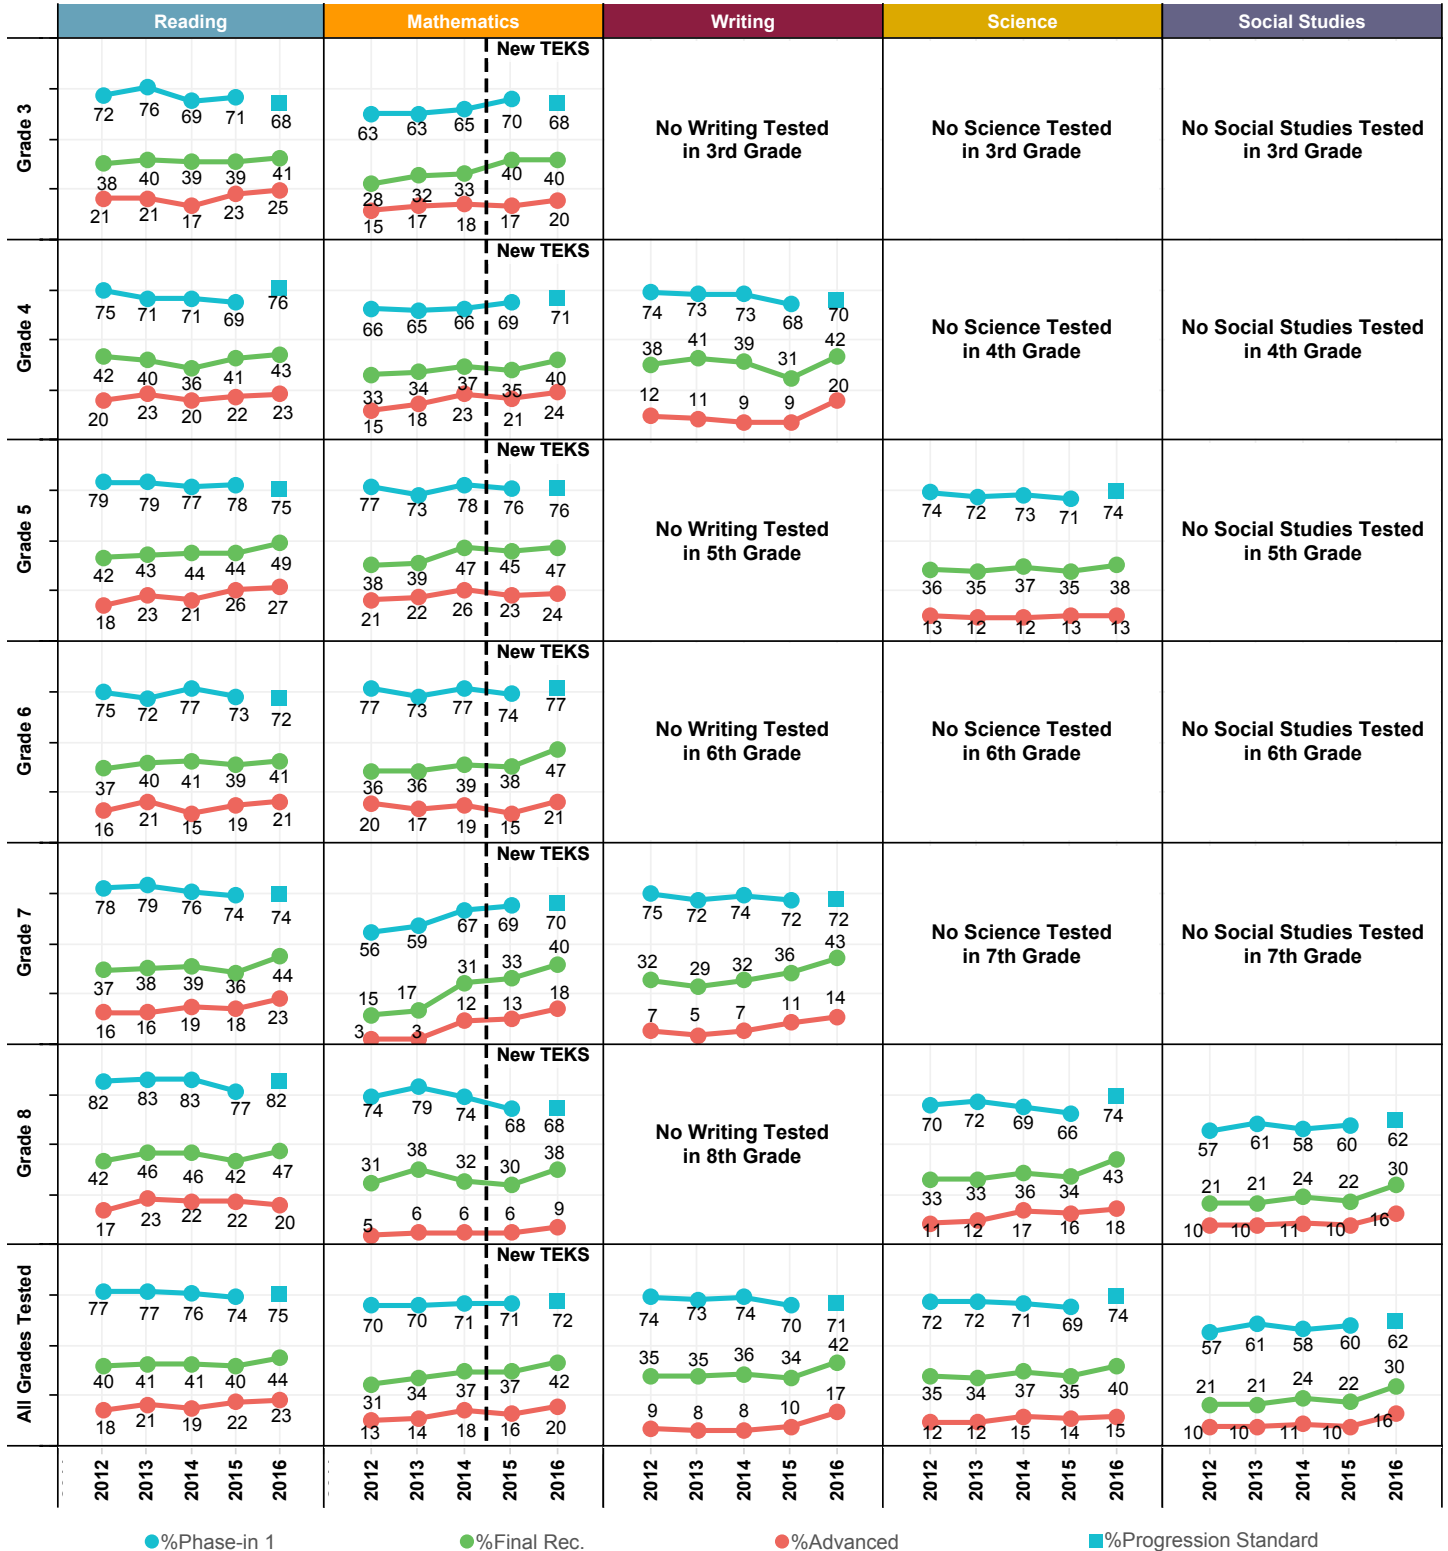 Reading Mathematics Writing Science Social Studies
Grade 3
72 76 69 71 68
38 40 39 39 41
21 21 17 23 25
New TEKS
63 63 65 70 68
28 32 33 40 40
15 17 18 17 20
No Writing Tested
in 3rd Grade
No Science Tested
in 3rd Grade
No Social Studies Tested
in 3rd Grade
Grade 4
75 71 71 69 76
42 40 36 41 43
20 23 20 22 23
New TEKS
66 65 66 69 71
33 34 37 35 40
15 18 23 21 24
74 73 73 68 70
38 41 39 31 42
12 11 9 9 20
No Science Tested
in 4th Grade
No Social Studies Tested
in 4th Grade
Grade 5
79 79 77 78 75
42 43 44 44 49
18 23 21 26 27
New TEKS
77 73 78 76 76
38 39 47 45 47
21 22 26 23 24
No Writing Tested
in 5th Grade
74 72 73 71 74
36 35 37 35 38
13 12 12 13 13
No Social Studies Tested
in 5th Grade
Grade 6
75 72 77 73 72
37 40 41 39 41
16 21 15 19 21
New TEKS
77 73 77 74 77
36 36 39 38 47
20 17 19 15 21
No Writing Tested
in 6th Grade
No Science Tested
in 6th Grade
No Social Studies Tested
in 6th Grade
Grade 7
78 79 76 74 74
37 38 39 36 44
16 16 19 18 23
New TEKS
56 59 67 69 70
15 17 31 33 40
3 3 12 13 18
75 72 74 72 72
32 29 32 36 43
7 5 7 11 14
No Science Tested
in 7th Grade
No Social Studies Tested
in 7th Grade
Grade 8
82 83 83 77 82
42 46 46 42 47
17 23 22 22 20
New TEKS
74 79 74 68 68
31 38 32 30 38
5 6 6 6 9
No Writing Tested
in 8th Grade
70 72 69 66 74
33 33 36 34 43
11 12 17 16 18
57 61 58 60 62
21 21 24 22 30
10 10 11 10 16
All Grades Tested
77 77 76 74 75
40 41 41 40 44
18 21 19 22 23
New TEKS
70 70 71 71 72
31 34 37 37 42
13 14 18 16 20
74 73 74 70 71
35 35 36 34 42
9 8 8 10 17
72 72 71 69 74
35 34 37 35 40
12 12 15 14 15
57 61 58 60 62
21 21 24 22 30
10 10 11 10 16
2012 2013 2014 2015 2016
2012 2013 2014 2015 2016
2012 2013 2014 2015 2016
2012 2013 2014 2015 2016
2012 2013 2014 2015 2016
%Phase-in 1 %Final Rec. %Advanced %Progression Standard